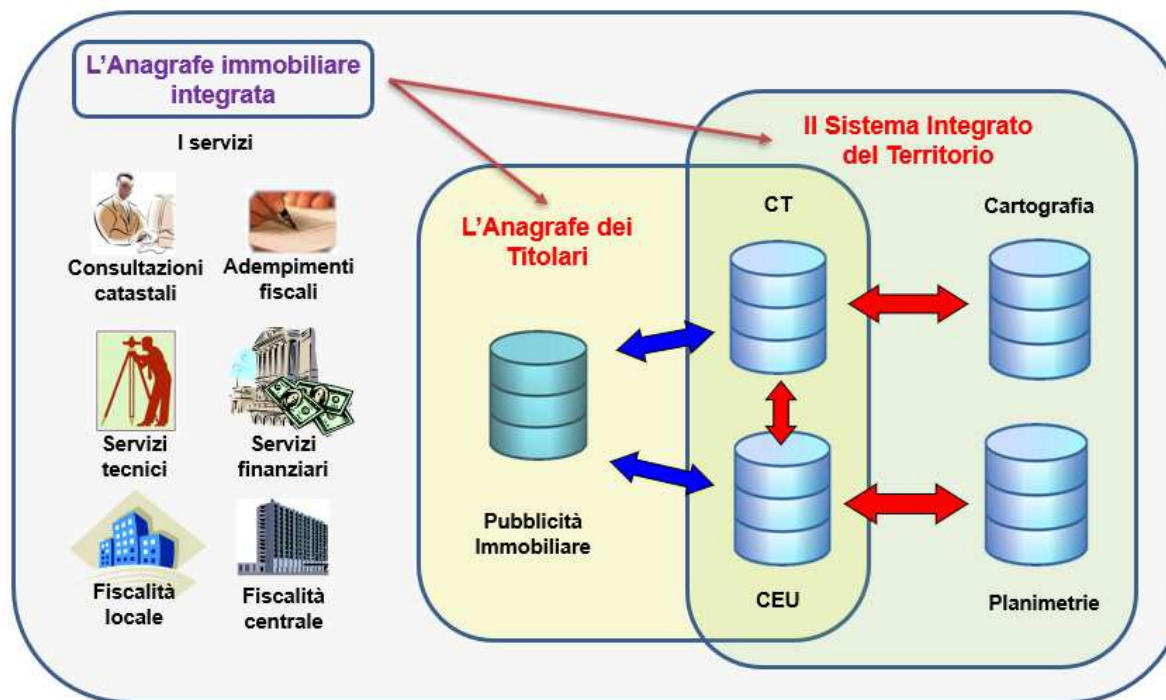 L'Anagrafe immobiliare
integrata
I servizi
Consultazioni
catastali
Adempimenti
fiscali
Servizi
tecnici
Servizi
finanziari
Fiscalità
locale
Fiscalità
centrale
L'Anagrafe dei
Titolari
Pubblicità
Immobiliare
Il Sistema Integrato
del Territorio
CT
CEU
Cartografia
Planimetrie